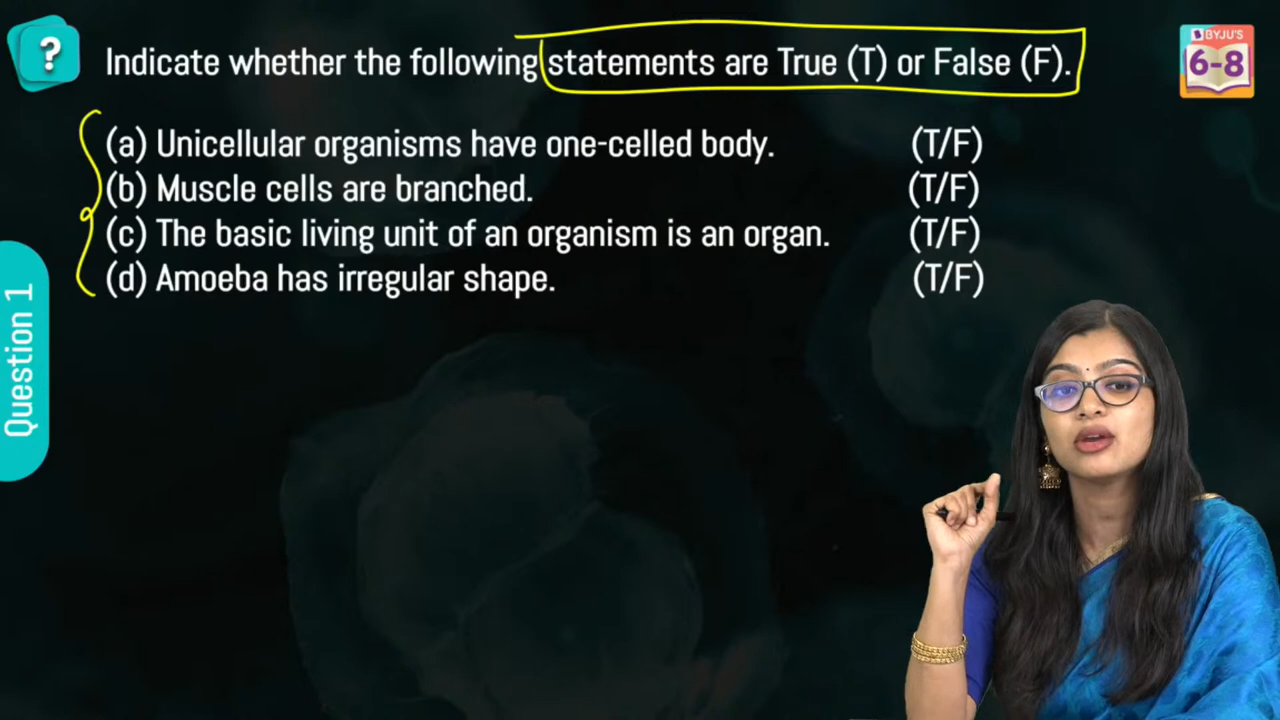 ?
Indicate whether the following statements are True (T) or False (F).
BYJU'S
6-8
(a) Unicellular organisms have one-celled body. (T/F)
(b) Muscle cells are branched. (T/F)
(c) The basic living unit of an organism is an organ. (T/F)
(d) Amoeba has irregular shape. (T/F)
Question 1